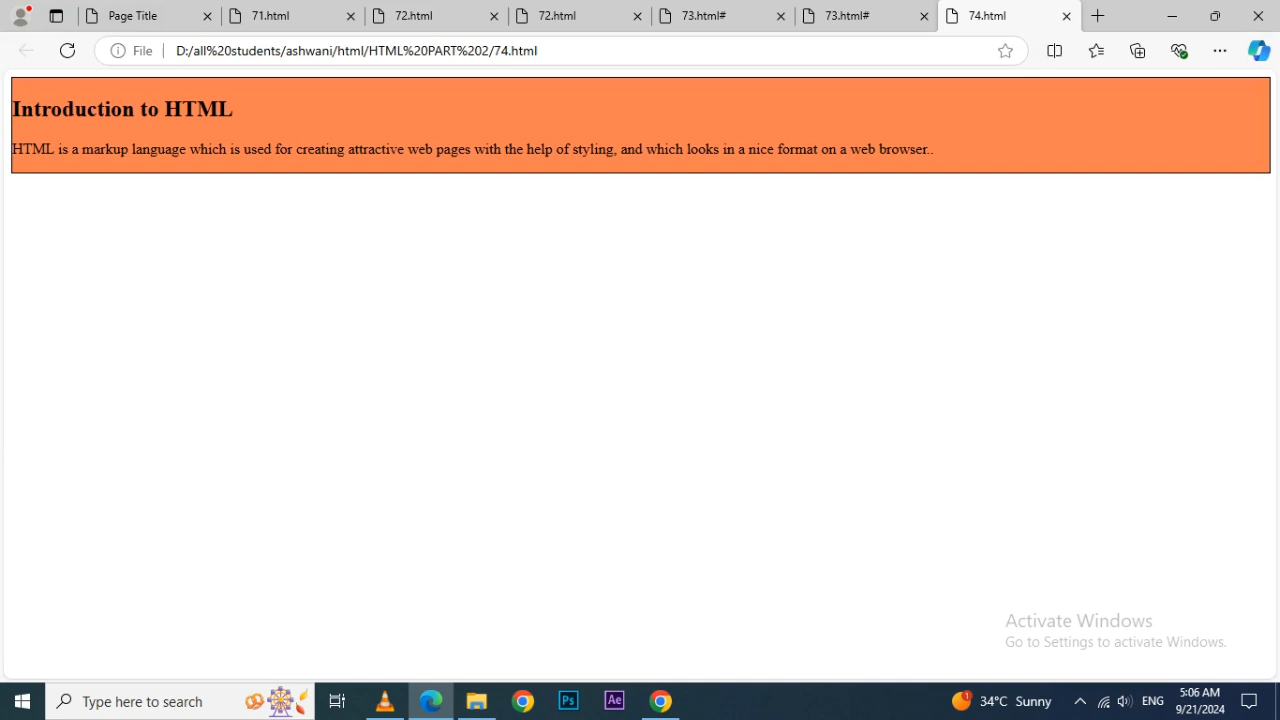 Page Title
71.html
72.html
72.html
73.html#
73.html#
74.html
File
D:/all%20students/ashwani/html/HTML%20PART%202/74.html
Introduction to HTML
HTML is a markup language which is used for creating attractive web pages with the help of styling, and which looks in a nice format on a web browser..
Activate Windows
Go to Settings to activate Windows.
Type here to search
Ps
Ae
1
34°C Sunny
ENG
5:06 AM
9/21/2024